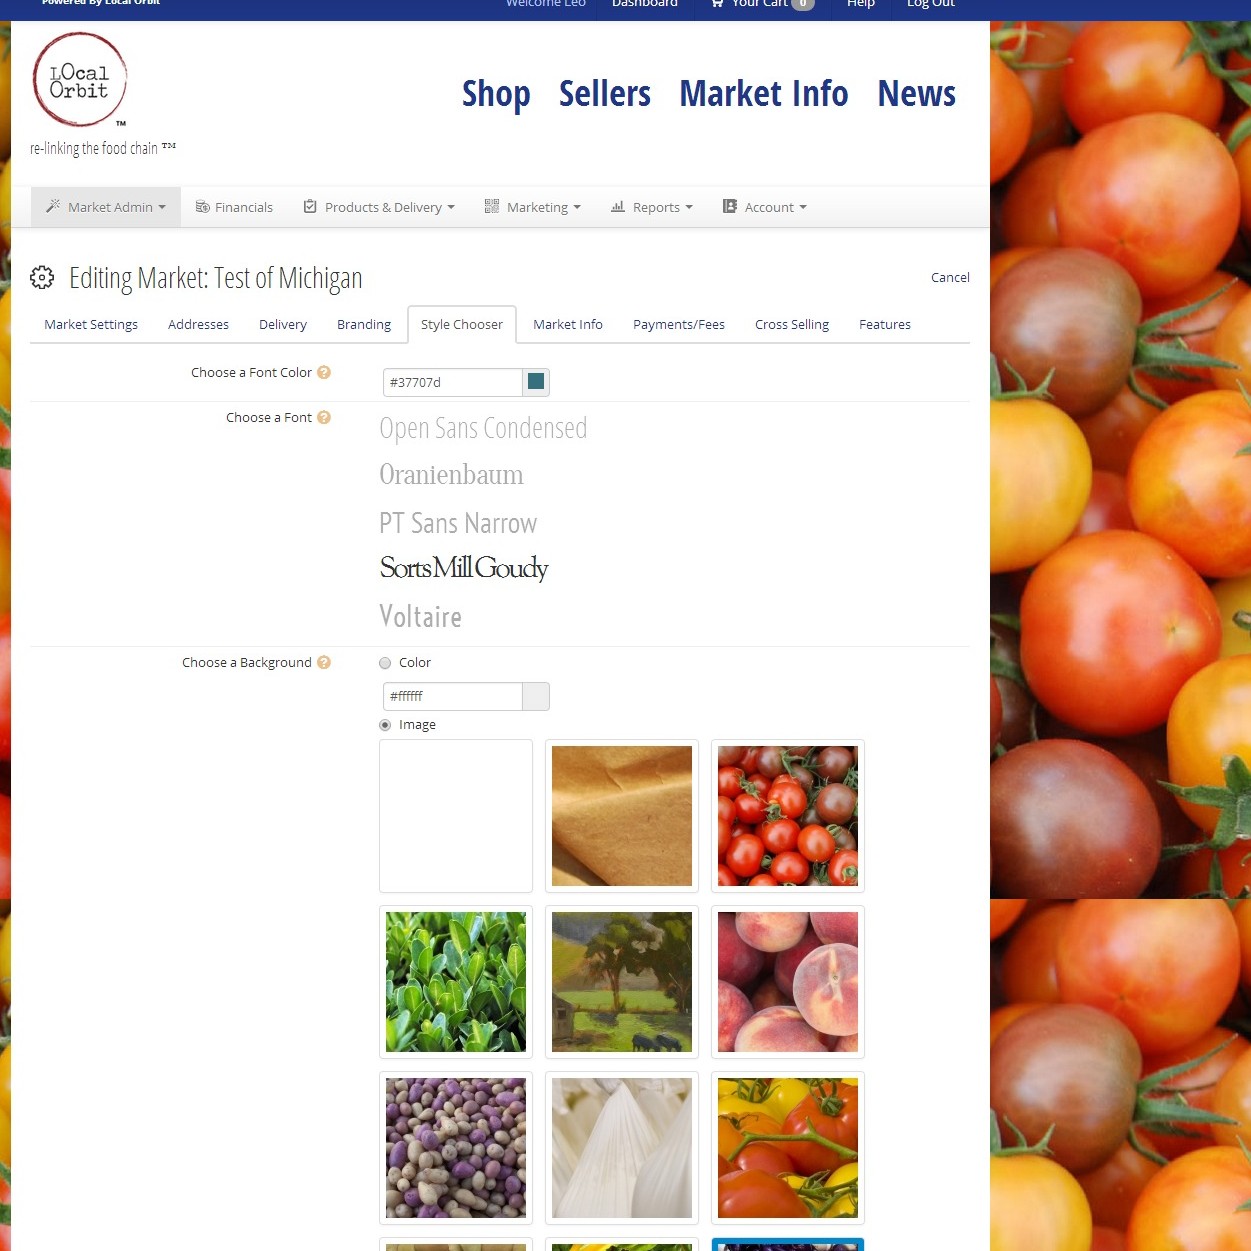 Powered By Local Orbit
Welcome Leo Dashboard Your Cart 0 Help Log Out
LOcal
Orbit
TM
re-linking the food chain ™
Shop Sellers Market Info News
Market Admin Financials Products & Delivery Marketing Reports Account
Editing Market: Test of Michigan
Cancel
Market Settings Addresses Delivery Branding Style Chooser Market Info Payments/Fees Cross Selling Features
Choose a Font Color ? #37707d
Choose a Font ?
Open Sans Condensed
Oranienbaum
PT Sans Narrow
Sorts Mill Goudy
Voltaire
Choose a Background ? Color
#ffffff
Image